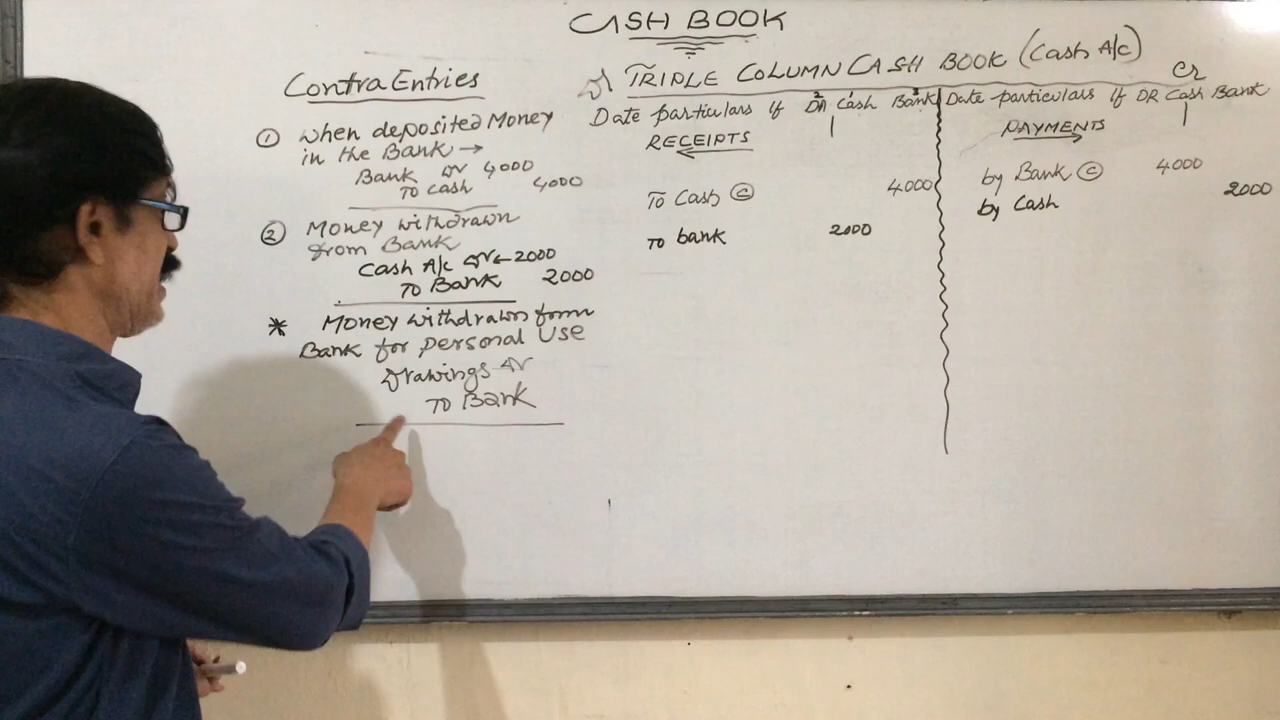 CASH BOOK
Contra Entries
① when deposited Money
in the Bank →
Bank Dr 4000
To cash 4000
② Money withdrawn
from Bank
Cash A/c Dr ← 2000
To Bank 2000
* Money withdrawn form
Bank for personal Use
Drawings Dr
To Bank
TRIPLE COLUMN CASH BOOK (Cash A/c)
Cr
Date particulars lf Cash Bank
RECEIPTS
To Cash © 4000
To bank 2000
Date particulars lf DR Cash Bank
PAYMENTS
by Bank © 4000
by Cash 2000